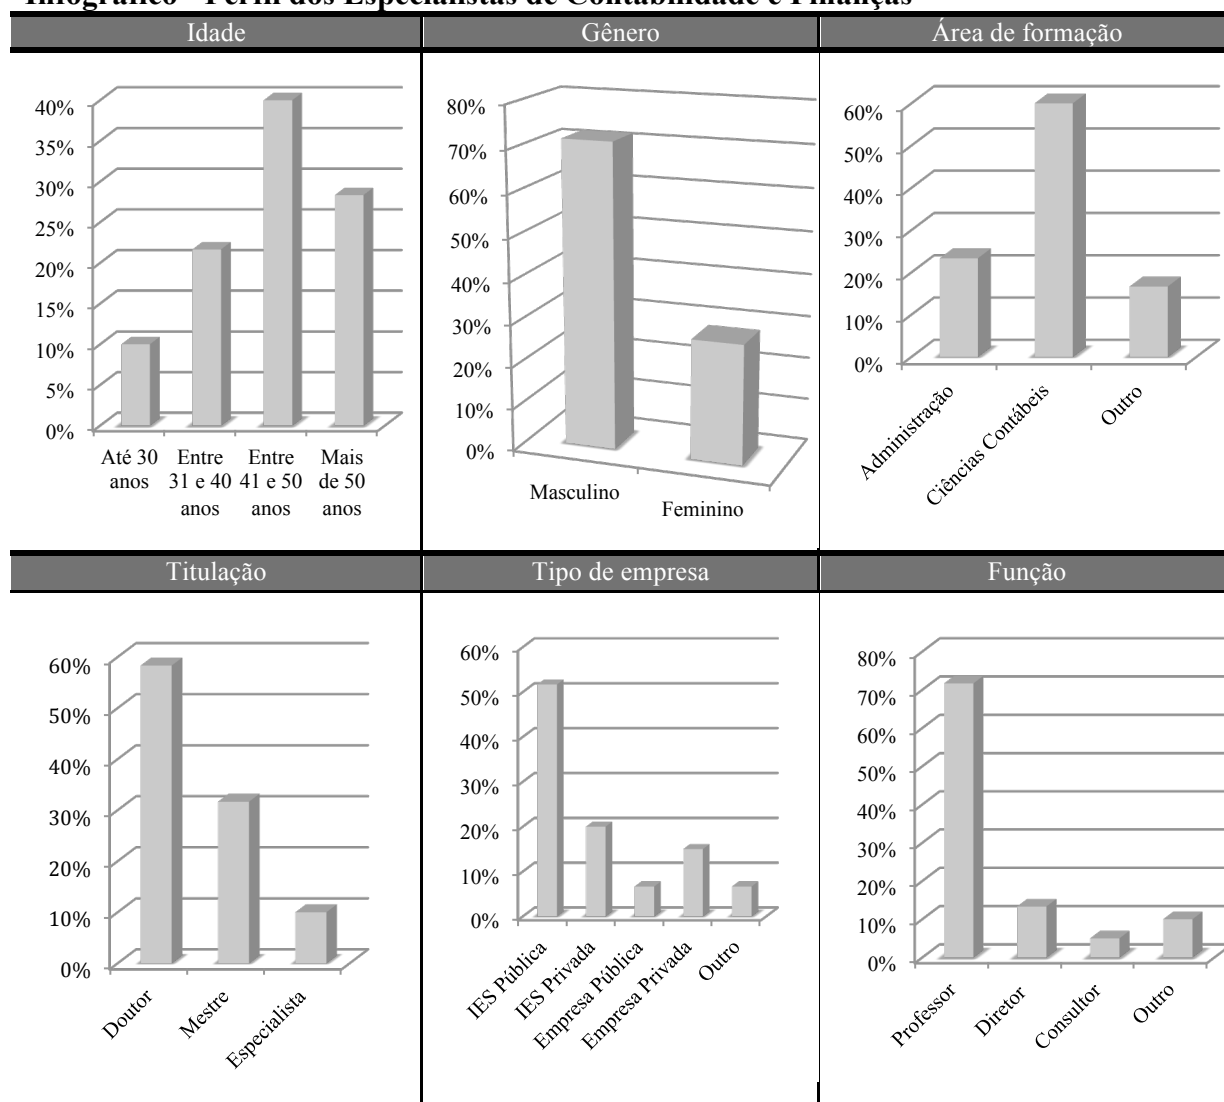 Infográfico - Perfil dos Especialistas de Contabilidade e Finanças
Idade
Gênero
Área de formação
40%
35%
30%
25%
20%
15%
10%
5%
0%
Até 30
anos
Entre
31 e 40
anos
Entre
41 e 50
anos
Mais
de 50
anos
80%
70%
60%
50%
40%
30%
20%
10%
0%
Masculino
Feminino
60%
50%
40%
30%
20%
10%
0%
Administração
Ciências Contábeis
Outro
Titulação
Tipo de empresa
Função
60%
50%
40%
30%
20%
10%
0%
Doutor
Mestre
Especialista
60%
50%
40%
30%
20%
10%
0%
IES Pública
IES Privada
Empresa Pública
Empresa Privada
Outro
80%
70%
60%
50%
40%
30%
20%
10%
0%
Professor
Diretor
Consultor
Outro